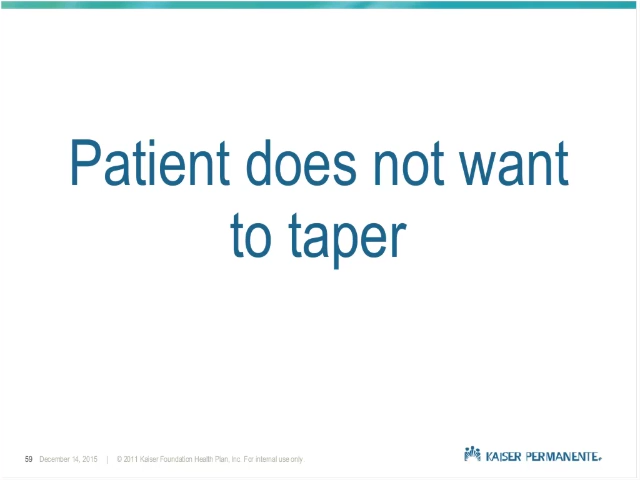 Patient does not want
to taper
59 December 14, 2015 | © 2011 Kaiser Foundation Health Plan, Inc. For internal use only
KAISER PERMANENTE.